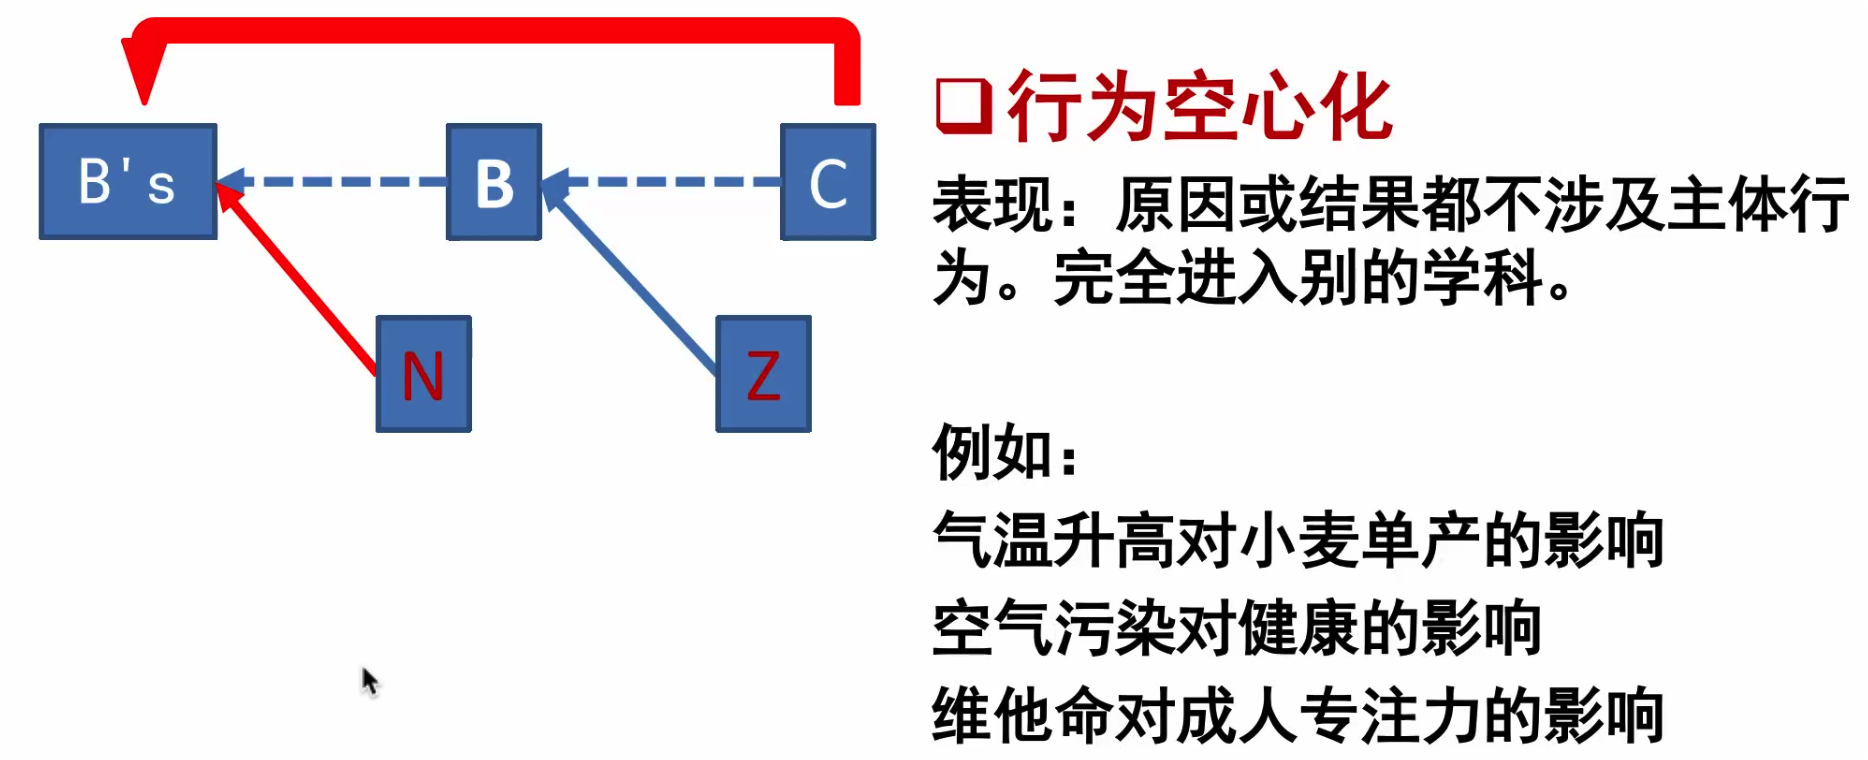 B's
B
C
N
Z
❑行为空心化
表现：原因或结果都不涉及主体行
为。完全进入别的学科。
例如：
气温升高对小麦单产的影响
空气污染对健康的影响
维他命对成人专注力的影响